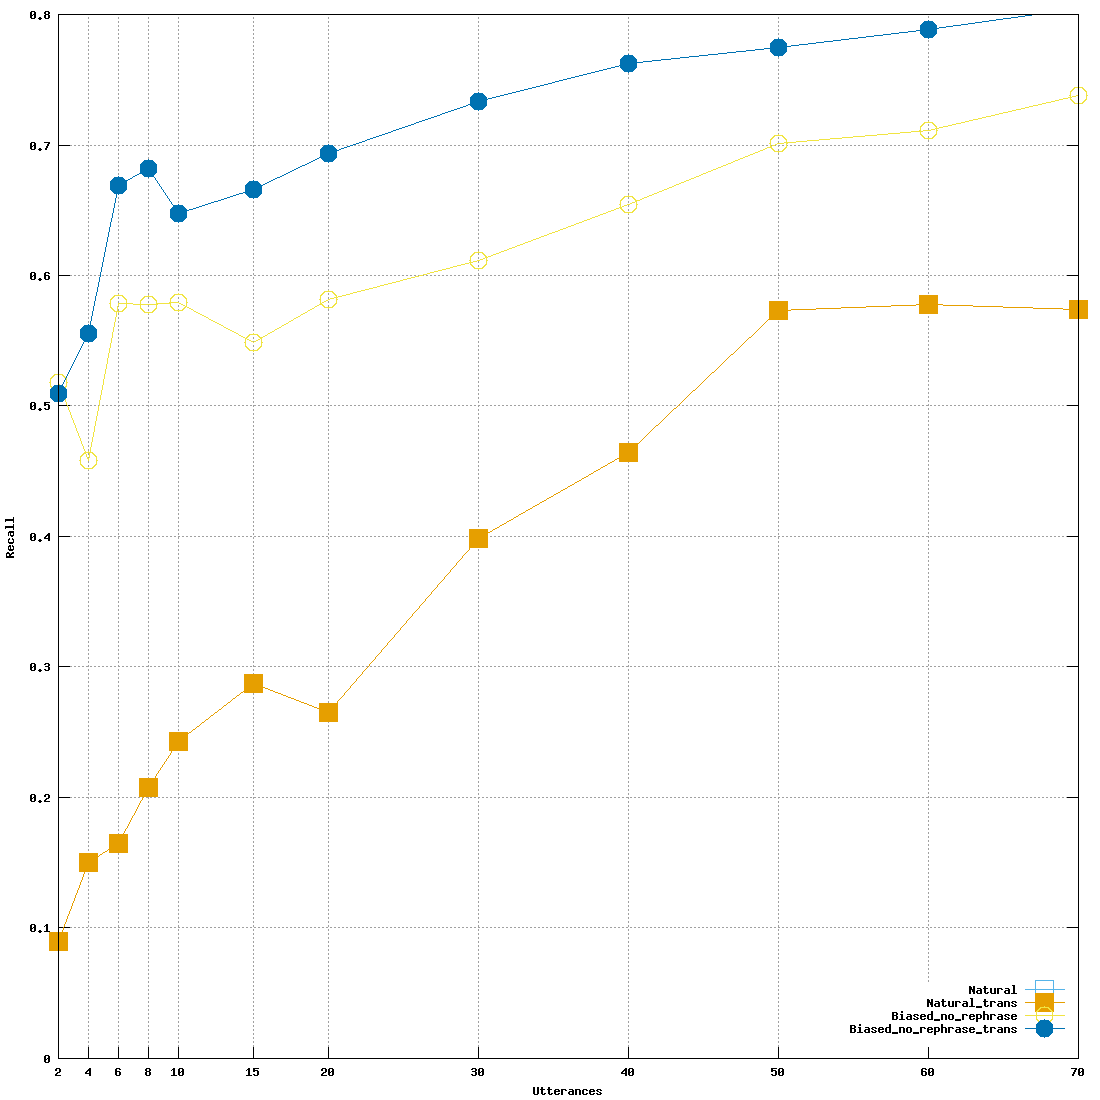 0.8
0.7
0.6
0.5
0.4
0.3
0.2
0.1
0
Recall
2 4 6 8 10 15 20 30 40 50 60 70
Utterances
Natural
Natural_trans
Biased_no_rephrase
Biased_no_rephrase_trans